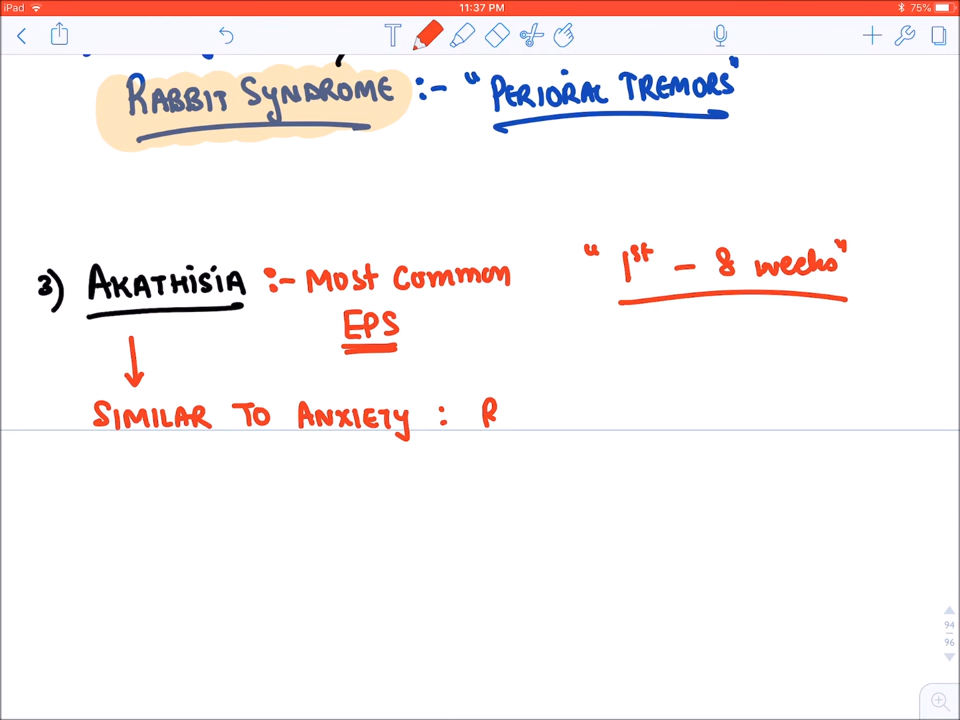 iPad 11:37 PM 75%
T
RABBIT SYNDROME :- " PERIORAL TREMORS"
3) AKATHISIA :- Most Common " 1st - 8 weeks"
EPS
SIMILAR TO ANXIETY : R
94
96